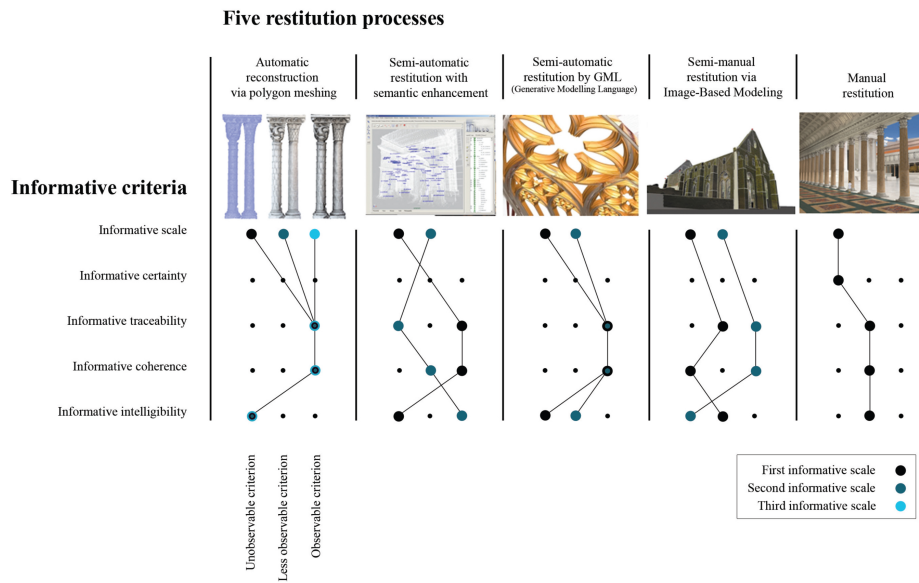 Five restitution processes
Automatic
reconstruction
via polygon meshing
Semi-automatic
restitution with
semantic enhancement
Semi-automatic
restitution by GML
(Generative Modelling Language)
Semi-manual
restitution via
Image-Based Modeling
Manual
restitution
Informative criteria
Informative scale
Informative certainty
Informative traceability
Informative coherence
Informative intelligibility
Unobservable criterion
Less observable criterion
Observable criterion
First informative scale
Second informative scale
Third informative scale